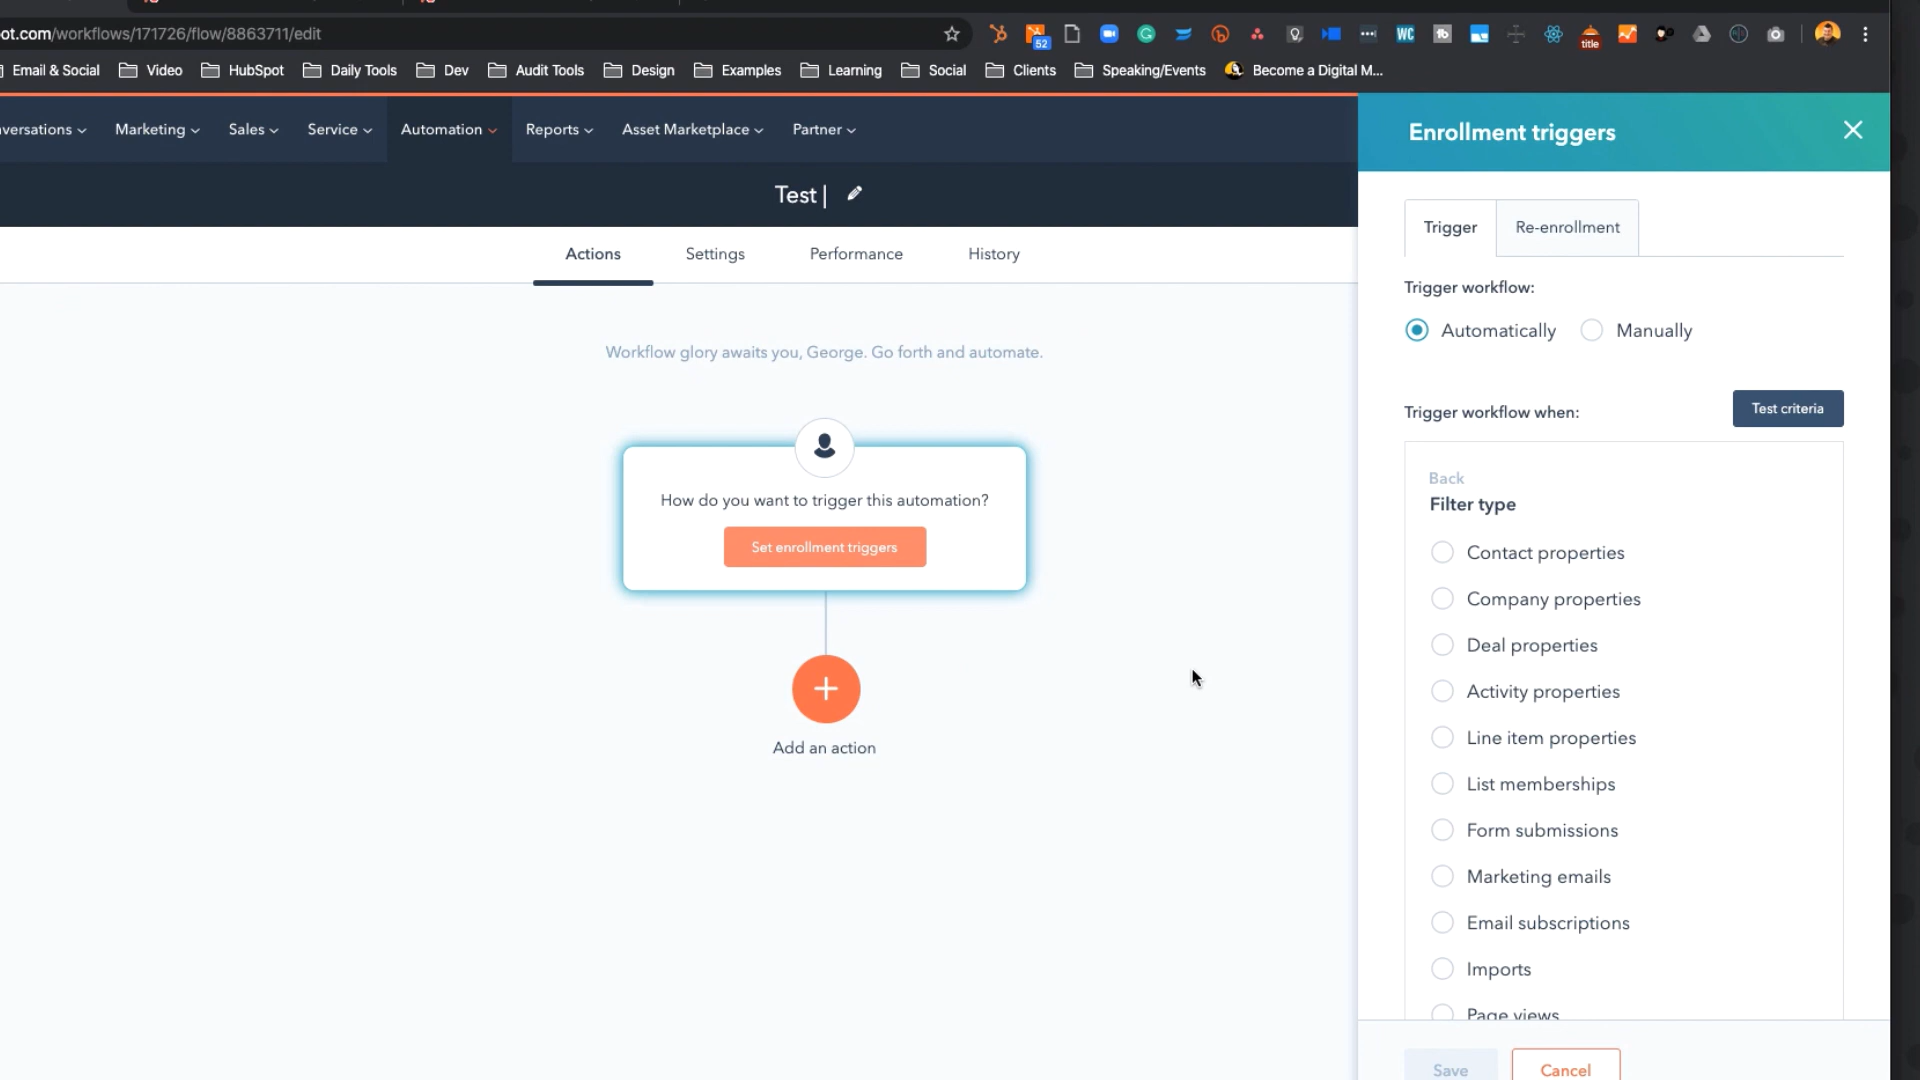 ot.com/workflows/171726/flow/8863711/edit
52
WC
title
Email & Social Video HubSpot Daily Tools Dev Audit Tools Design Examples Learning Social Clients Speaking/Events Become a Digital M...
versations Marketing Sales Service Automation Reports Asset Marketplace Partner
Test |
Actions Settings Performance History
Workflow glory awaits you, George. Go forth and automate.
How do you want to trigger this automation?
Set enrollment triggers
Add an action
Enrollment triggers
Trigger Re-enrollment
Trigger workflow:
Automatically Manually
Trigger workflow when: Test criteria
Back
Filter type
Contact properties
Company properties
Deal properties
Activity properties
Line item properties
List memberships
Form submissions
Marketing emails
Email subscriptions
Imports
Page views
Save Cancel